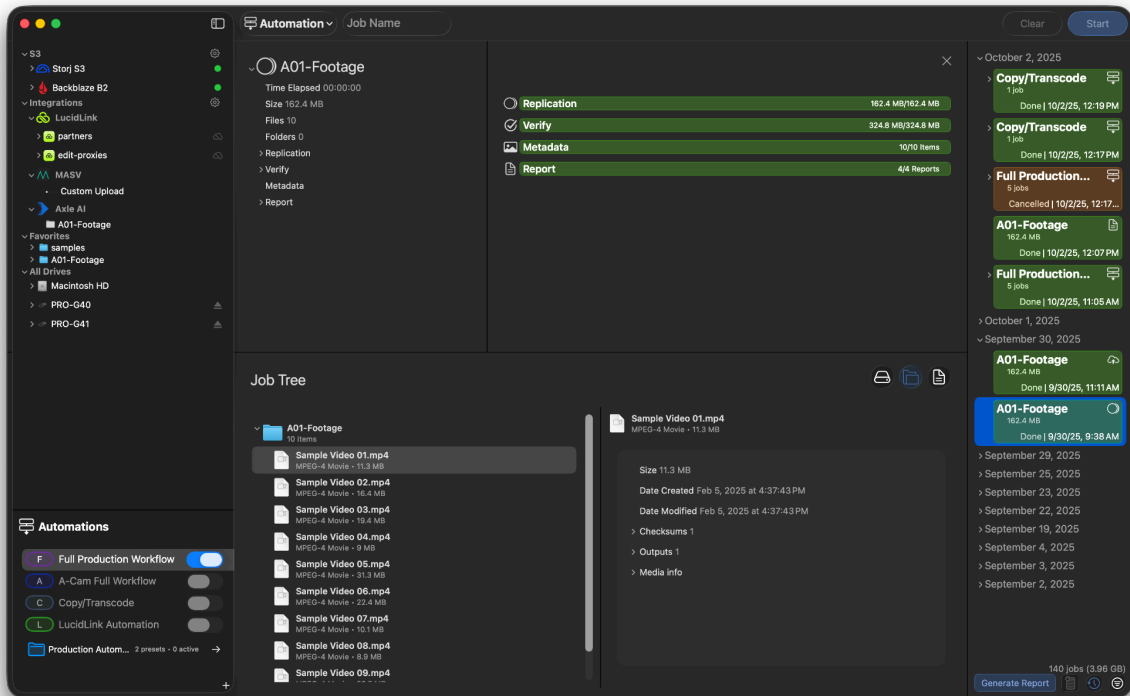 S3
Storj S3
Backblaze B2
Integrations
LucidLink
partners
edit-proxies
MASV
Custom Upload
Axle AI
A01-Footage
Favorites
samples
A01-Footage
All Drives
Macintosh HD
PRO-G40
PRO-G41
Automations
F Full Production Workflow
A A-Cam Full Workflow
C Copy/Transcode
L LucidLink Automation
Production Autom... 2 presets • 0 active
Automation Job Name Clear Start
A01-Footage
Time Elapsed 00:00:00
Size 162.4 MB
Files 10
Folders 0
Replication
Verify
Metadata
Report
Replication 162.4 MB/162.4 MB
Verify 324.8 MB/324.8 MB
Metadata 10/10 Items
Report 4/4 Reports
Job Tree
A01-Footage
10 items
Sample Video 01.mp4
MPEG-4 Movie • 11.3 MB
Sample Video 02.mp4
MPEG-4 Movie • 16.4 MB
Sample Video 03.mp4
MPEG-4 Movie • 19.4 MB
Sample Video 04.mp4
MPEG-4 Movie • 9 MB
Sample Video 05.mp4
MPEG-4 Movie • 31.3 MB
Sample Video 06.mp4
MPEG-4 Movie • 22.4 MB
Sample Video 07.mp4
MPEG-4 Movie • 10.1 MB
Sample Video 08.mp4
MPEG-4 Movie • 8.9 MB
Sample Video 09.mp4
Sample Video 01.mp4
MPEG-4 Movie • 11.3 MB
Size 11.3 MB
Date Created Feb 5, 2025 at 4:37:43 PM
Date Modified Feb 5, 2025 at 4:37:43 PM
Checksums 1
Outputs 1
Media info
October 2, 2025
Copy/Transcode
1 job
Done | 10/2/25, 12:19 PM
Copy/Transcode
1 job
Done | 10/2/25, 12:17 PM
Full Production...
5 jobs
Cancelled | 10/2/25, 12:17...
A01-Footage
162.4 MB
Done | 10/2/25, 12:07 PM
Full Production...
5 jobs
Done | 10/2/25, 11:05 AM
October 1, 2025
September 30, 2025
A01-Footage
162.4 MB
Done | 9/30/25, 11:11 AM
A01-Footage
162.4 MB
Done | 9/30/25, 9:38 AM
September 29, 2025
September 25, 2025
September 23, 2025
September 22, 2025
September 19, 2025
September 4, 2025
September 3, 2025
September 2, 2025
140 jobs (3.96 GB)
Generate Report